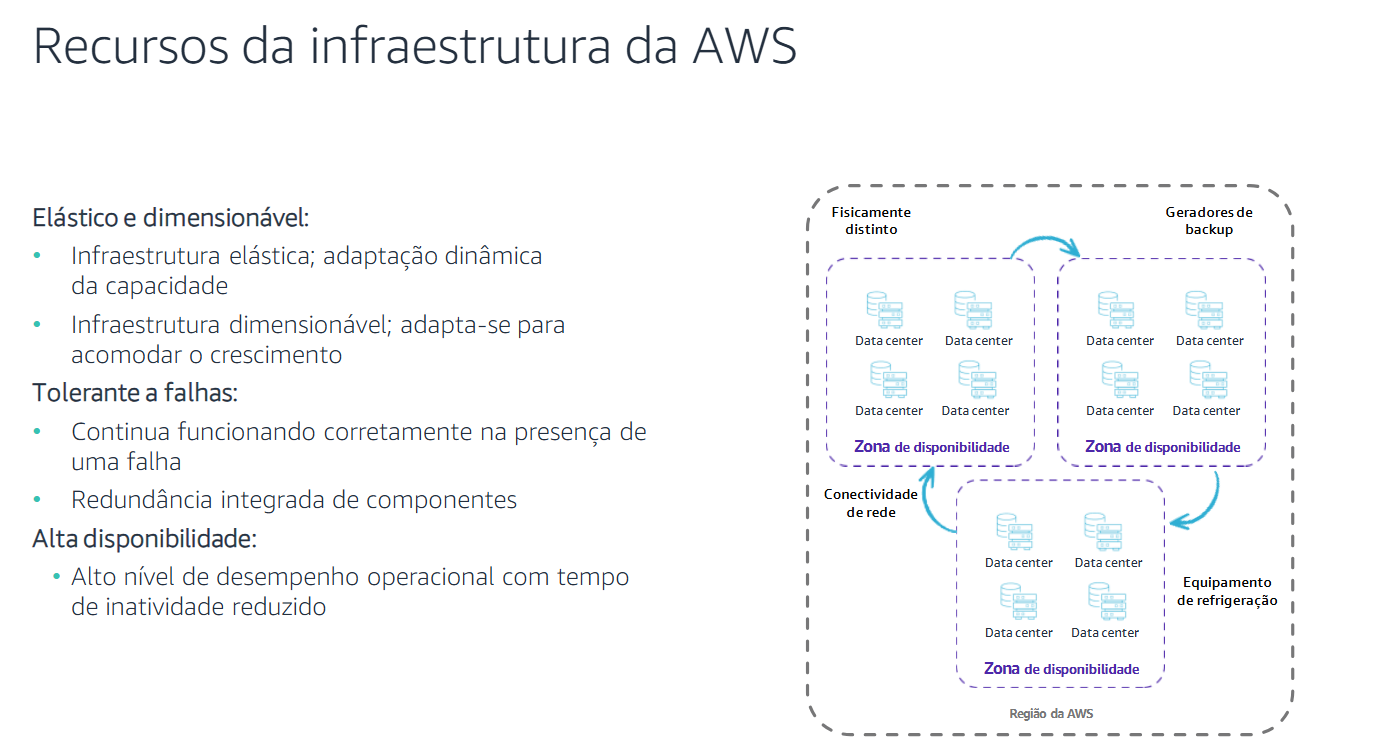 Recursos da infraestrutura da AWS
Elástico e dimensionável:
• Infraestrutura elástica; adaptação dinâmica
da capacidade
• Infraestrutura dimensionável; adapta-se para
acomodar o crescimento
Tolerante a falhas:
• Continua funcionando corretamente na presença de
uma falha
• Redundância integrada de componentes
Alta disponibilidade:
• Alto nível de desempenho operacional com tempo
de inatividade reduzido
Fisicamente
distinto
Geradores de
backup
Data center Data center
Data center Data center
Zona de disponibilidade
Data center Data center
Data center Data center
Zona de disponibilidade
Conectividade
de rede
Data center Data center
Data center Data center
Zona de disponibilidade
Equipamento
de refrigeração
Região da AWS